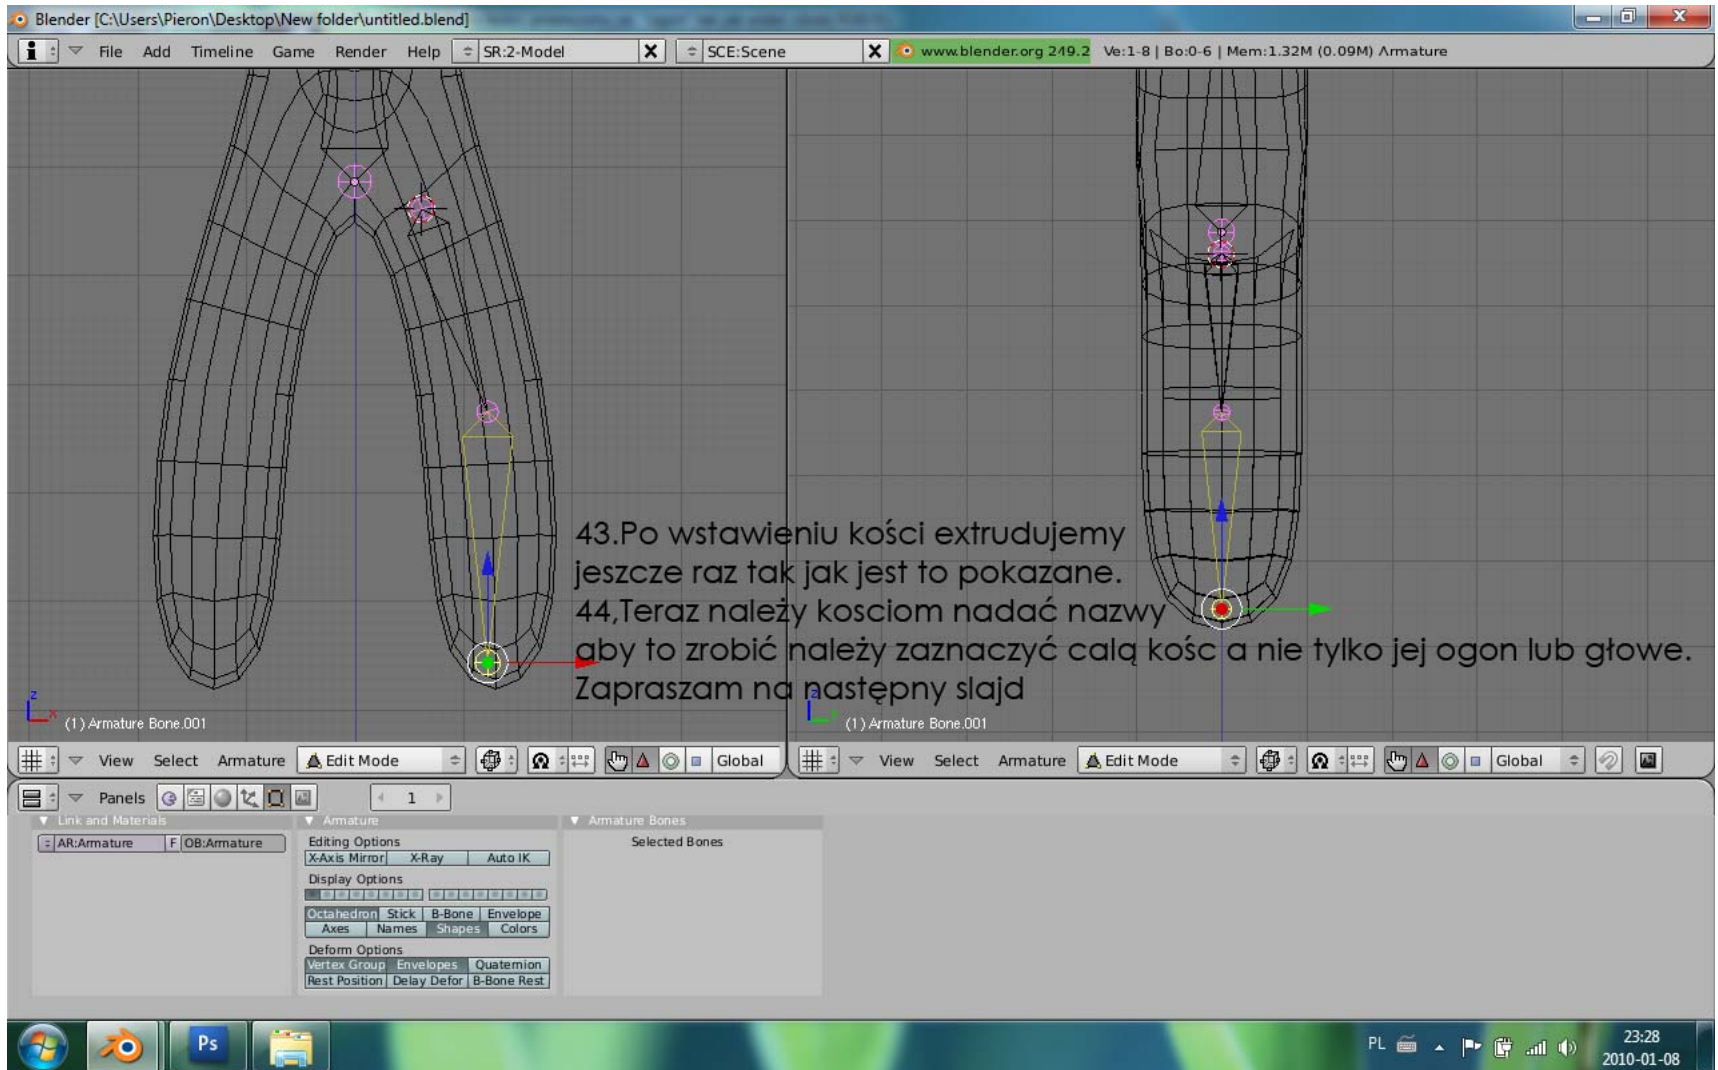 Blender [C:\Users\Pieron\Desktop\New folder\untitled.blend]
File Add Timeline Game Render Help SR:2-Model X SCE:Scene X www.blender.org 249.2 Ve:1-8 | Bo:0-6 | Mem:1.32M (0.09M) Armature
43.Po wstawieniu kości extrudujemy
jeszcze raz tak jak jest to pokazane.
44,Teraz należy kosciom nadać nazwy
aby to zrobić należy zaznaczyć calą kośc a nie tylko jej ogon lub głowe.
Zapraszam na następny slajd
z x
(1) Armature Bone.001
z y
(1) Armature Bone.001
View Select Armature Edit Mode Global
View Select Armature Edit Mode Global
Panels 1
Link and Materials
AR:Armature F OB:Armature
Armature
Editing Options
X-Axis Mirror X-Ray Auto IK
Display Options
Octahedron Stick B-Bone Envelope
Axes Names Shapes Colors
Deform Options
Vertex Group Envelopes Quaternion
Rest Position Delay Defor B-Bone Rest
Armature Bones
Selected Bones
Ps
PL
23:28
2010-01-08